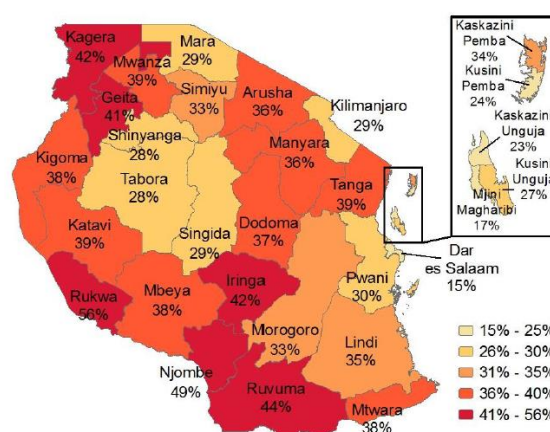 Kagera
42%
Mara
29%
Mwanza
39%
Geita
41%
Simiyu
33%
Arusha
36%
Kilimanjaro
29%
Shinyanga
28%
Kigoma
38%
Tabora
28%
Manyara
36%
Tanga
39%
Katavi
39%
Singida
29%
Dodoma
37%
Dar
es Salaam
15%
Pwani
30%
Rukwa
56%
Mbeya
38%
Iringa
42%
Morogoro
33%
Lindi
35%
Njombe
49%
Ruvuma
44%
Mtwara
38%
Kaskazini
Pemba
34%
Kusini
Pemba
24%
Kaskazini
Unguja
23%
Kusini
Unguja
27%
Mjini
Magharibi
17%
15% - 25%
26% - 30%
31% - 35%
36% - 40%
41% - 56%